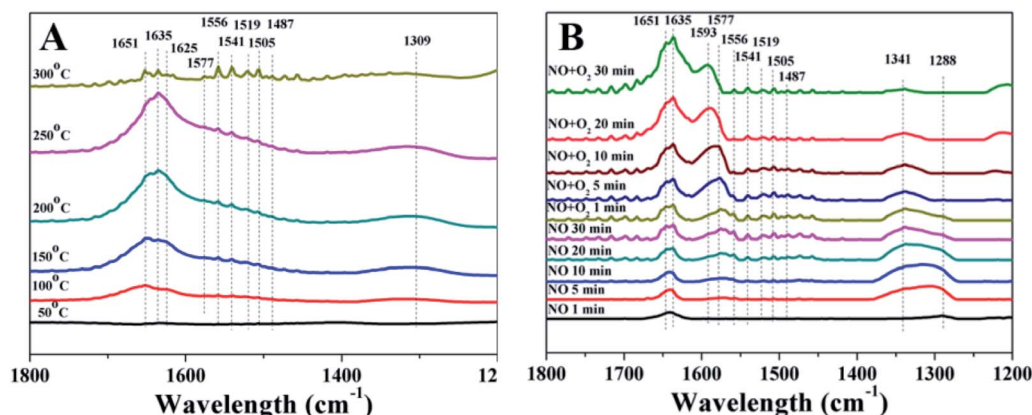 A
1651
1635
1625
1577
1556
1541
1519
1505
1487
1309
300°C
250°C
200°C
150°C
100°C
50°C
1800
1600
1400
120
Wavelength (cm-1)
B
1651
1635
1593
1577
1556
1541
1519
1505
1487
1341
1288
NO+O2 30 min
NO+O2 20 min
NO+O2 10 min
NO+O2 5 min
NO+O2 1 min
NO 30 min
NO 20 min
NO 10 min
NO 5 min
NO 1 min
1800 1700 1600 1500 1400 1300 1200
Wavelength (cm-1)